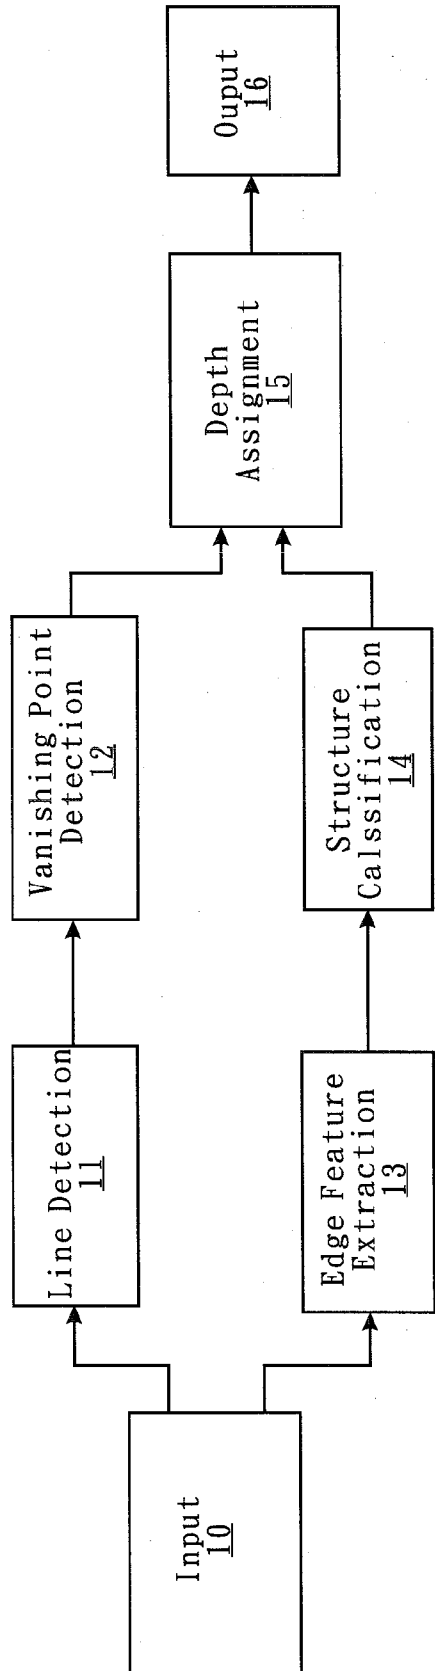 Input
10
Line Detection
11
Vanishing Point
Detection
12
Edge Feature
Extraction
13
Structure
Calssification
14
Depth
Assignment
15
Ouput
16